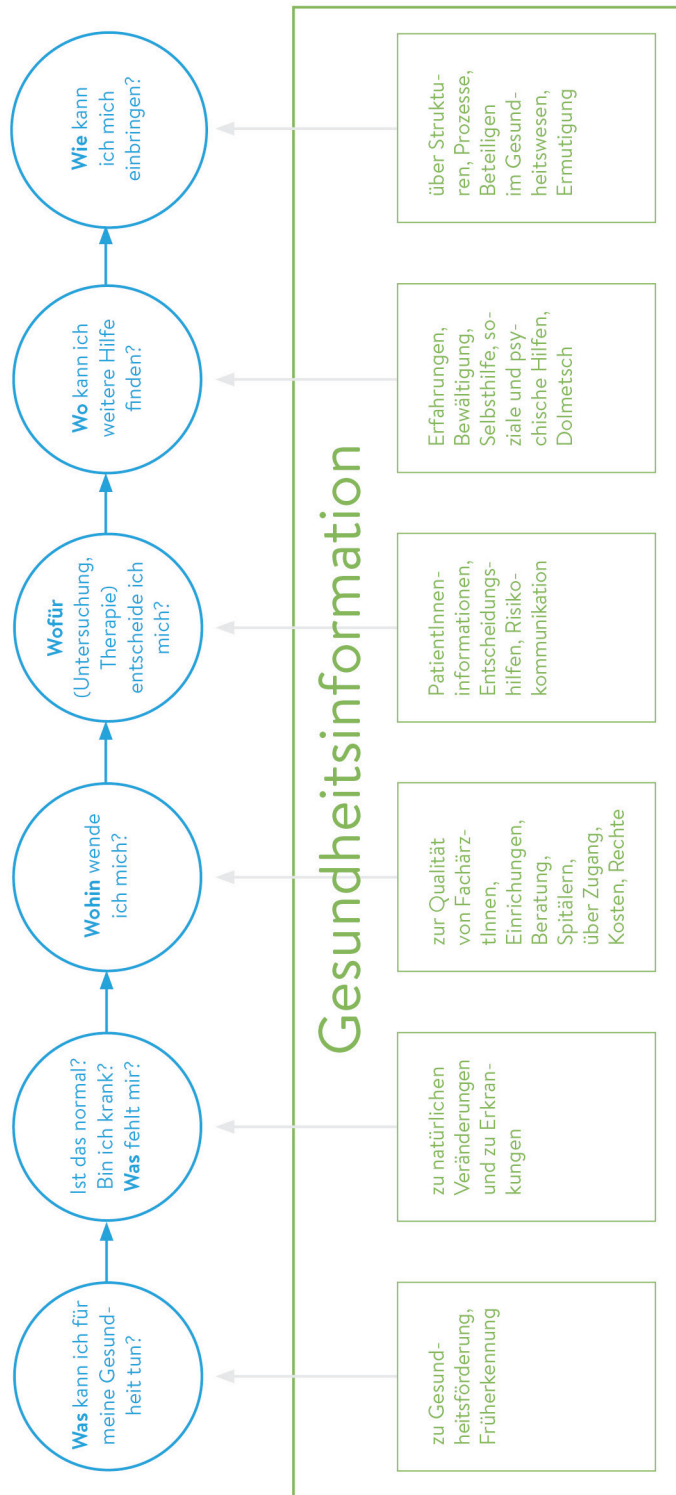 Was kann ich für
meine Gesund-
heit tun?
Ist das normal?
Bin ich krank?
Was fehlt mir?
Wohin wende
ich mich?
Wofür
(Untersuchung,
Therapie)
entscheide ich
mich?
Wo kann ich
weitere Hilfe
finden?
Wie kann
ich mich
einbringen?
Gesundheitsinformation
zu Gesund-
heitsförderung,
Früherkennung
zu natürlichen
Veränderungen
und zu Erkran-
kungen
zur Qualität
von Fachärz-
tInnen,
Einrichungen,
Beratung,
Spitälern,
über Zugang,
Kosten, Rechte
PatientInnen-
informationen,
Entscheidungs-
hilfen, Risiko-
kommunikation
Erfahrungen,
Bewältigung,
Selbsthilfe, so-
ziale und psy-
chische Hilfen,
Dolmetsch
über Struktu-
ren, Prozesse,
Beteiligen
im Gesund-
heitswesen,
Ermutigung